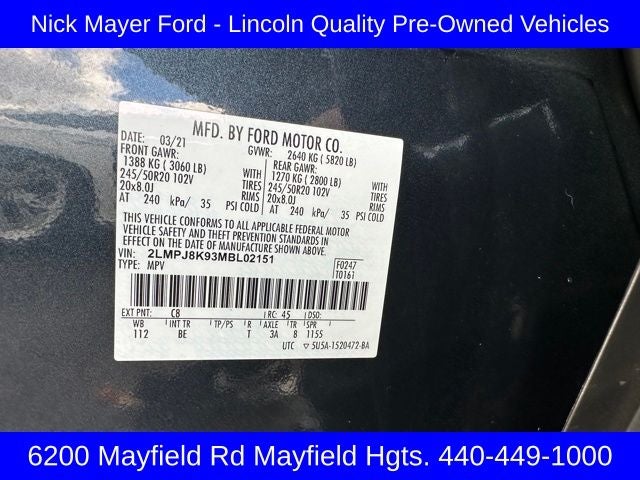 Nick Mayer Ford - Lincoln Quality Pre-Owned Vehicles
MFD. BY FORD MOTOR CO.
DATE: 03/21 GVWR: 2640 KG ( 5820 LB)
FRONT GAWR: REAR GAWR:
1388 KG ( 3060 LB) WITH 1270 KG ( 2800 LB) WITH
245/50R20 102V TIRES 245/50R20 102V TIRES
20x8.0J RIMS 20x8.0J RIMS
AT 240 kPa/ 35 PSI COLD AT 240 kPa/ 35 PSI COLD
THIS VEHICLE CONFORMS TO ALL APPLICABLE FEDERAL MOTOR
VEHICLE SAFETY AND THEFT PREVENTION STANDARDS IN
EFFECT ON THE DATE OF MANUFACTURE SHOWN ABOVE.
VIN: 2LMPJ8K93MBL02151
TYPE: MPV F0247
T0161
EXT PNT: C8 RC: 45 DSO:
WB INT TR TP/PS R AXLE TR SPR
112 BE T 3A 8 1155
UTC ▽ 5U5A-1520472-BA
6200 Mayfield Rd Mayfield Hgts. 440-449-1000